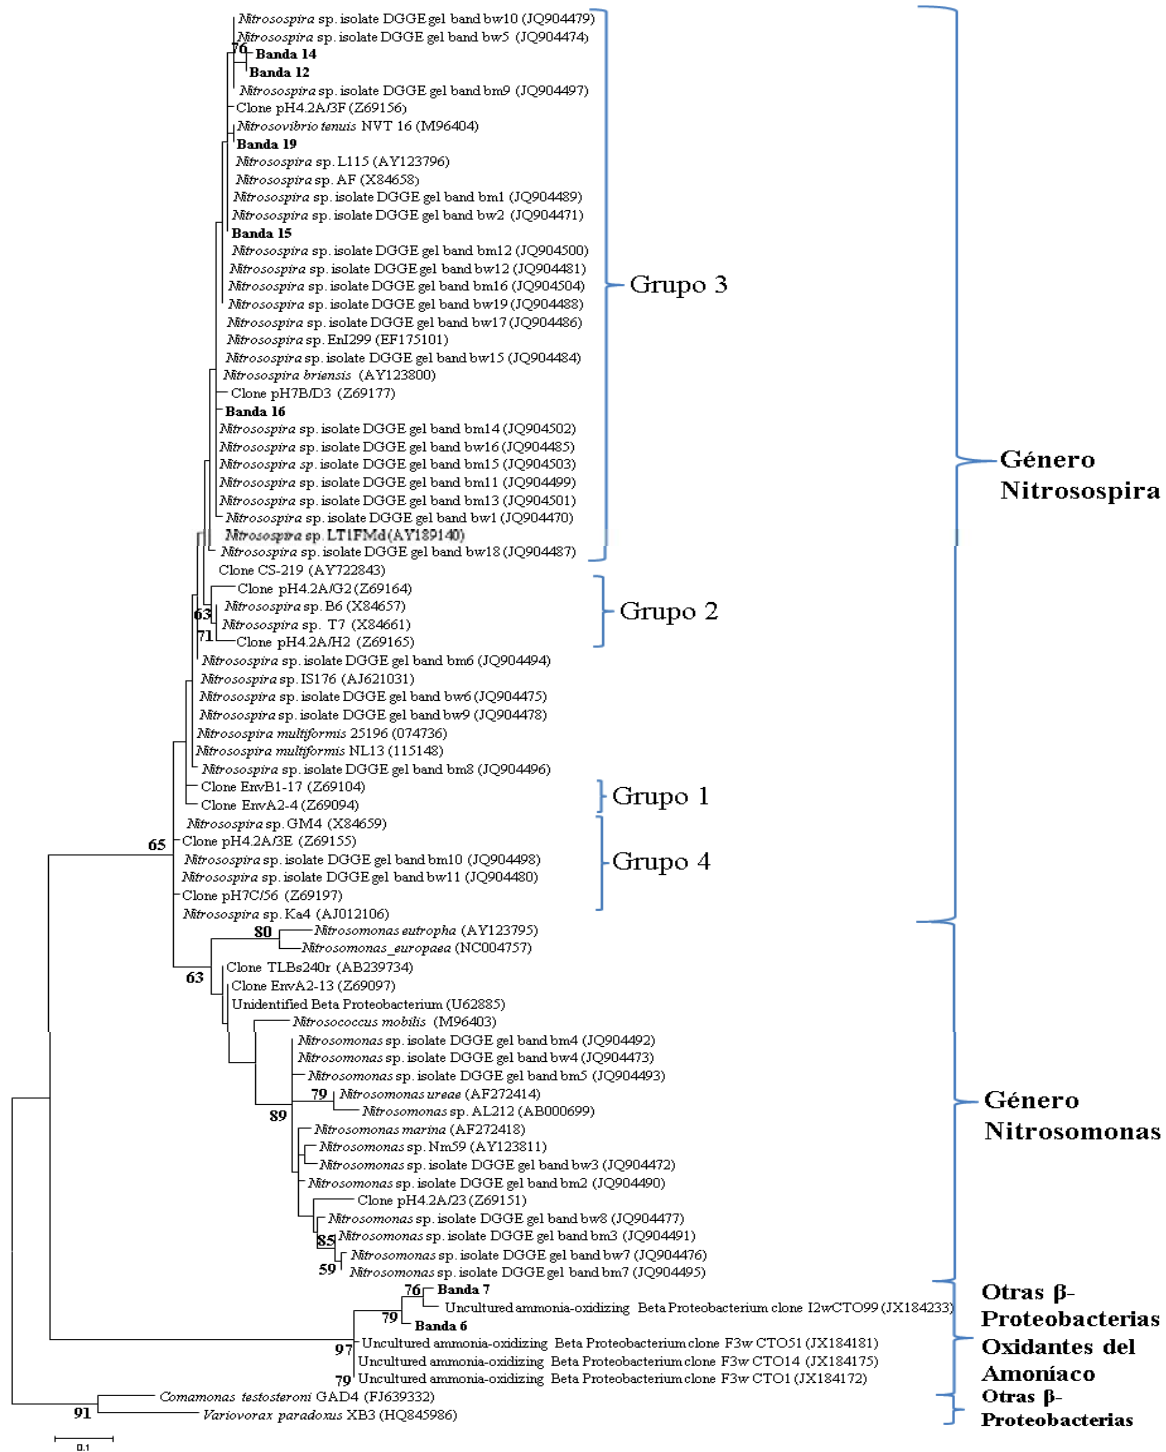 Nitrosospira sp. isolate DGGE gel band bw10 (JQ904479)
Nitrosospira sp. isolate DGGE gel band bw5 (JQ904474)
76
Banda 14
Banda 12
Nitrosospira sp. isolate DGGE gel band bm9 (JQ904497)
Clone pH4.2A/3F (Z69156)
Nitrosovibrio tenuis NVT 16 (M96404)
Banda 19
Nitrosospira sp. L115 (AY123796)
Nitrosospira sp. AF (X84658)
Nitrosospira sp. isolate DGGE gel band bm1 (JQ904489)
Nitrosospira sp. isolate DGGE gel band bw2 (JQ904471)
Banda 15
Nitrosospira sp. isolate DGGE gel band bm12 (JQ904500)
Nitrosospira sp. isolate DGGE gel band bw12 (JQ904481)
Nitrosospira sp. isolate DGGE gel band bm16 (JQ904504)
Grupo 3
Nitrosospira sp. isolate DGGE gel band bw19 (JQ904488)
Nitrosospira sp. isolate DGGE gel band bw17 (JQ904486)
Nitrosospira sp. EnI299 (EF175101)
Nitrosospira sp. isolate DGGE gel band bw15 (JQ904484)
Nitrosospira briensis (AY123800)
Clone pH7B/D3 (Z69177)
Banda 16
Nitrosospira sp. isolate DGGE gel band bm14 (JQ904502)
Nitrosospira sp. isolate DGGE gel band bw16 (JQ904485)
Nitrosospira sp. isolate DGGE gel band bm15 (JQ904503)
Género
Nitrosospira
Nitrosospira sp. isolate DGGE gel band bm11 (JQ904499)
Nitrosospira sp. isolate DGGE gel band bm13 (JQ904501)
Nitrosospira sp. isolate DGGE gel band bw1 (JQ904470)
Nitrosospira sp. LT1FMd (AY189140)
Nitrosospira sp. isolate DGGE gel band bw18 (JQ904487)
Clone CS-219 (AY722843)
Clone pH4.2A/G2 (Z69164)
63
Nitrosospira sp. B6 (X84657)
Grupo 2
Nitrosospira sp. T7 (X84661)
71
Clone pH4.2A/H2 (Z69165)
Nitrosospira sp. isolate DGGE gel band bm6 (JQ904494)
Nitrosospira sp. IS176 (AJ621031)
Nitrosospira sp. isolate DGGE gel band bw6 (JQ904475)
Nitrosospira sp. isolate DGGE gel band bw9 (JQ904478)
Nitrosospira multiformis 25196 (074736)
Nitrosospira multiformis NL13 (115148)
Nitrosospira sp. isolate DGGE gel band bm8 (JQ904496)
Clone EnvB1-17 (Z69104)
Grupo 1
Clone EnvA2-4 (Z69094)
Nitrosospira sp. GM4 (X84659)
65
Clone pH4.2A/3E (Z69155)
Nitrosospira sp. isolate DGGE gel band bm10 (JQ904498)
Grupo 4
Nitrosospira sp. isolate DGGE gel band bw11 (JQ904480)
Clone pH7C/56 (Z69197)
Nitrosospira sp. Ka4 (AJ012106)
80
Nitrosomonas eutropha (AY123795)
Nitrosomonas_europaea (NC004757)
63
Clone TLBs240r (AB239734)
Clone EnvA2-13 (Z69097)
Unidentified Beta Proteobacterium (U62885)
Nitrosococcus mobilis (M96403)
Nitrosomonas sp. isolate DGGE gel band bm4 (JQ904492)
Nitrosomonas sp. isolate DGGE gel band bw4 (JQ904473)
Nitrosomonas sp. isolate DGGE gel band bm5 (JQ904493)
79
Nitrosomonas ureae (AF272414)
89
Nitrosomonas sp. AL212 (AB000699)
Género
Nitrosomonas
Nitrosomonas marina (AF272418)
Nitrosomonas sp. Nm59 (AY123811)
Nitrosomonas sp. isolate DGGE gel band bw3 (JQ904472)
Nitrosomonas sp. isolate DGGE gel band bm2 (JQ904490)
Clone pH4.2A/23 (Z69151)
Nitrosomonas sp. isolate DGGE gel band bw8 (JQ904477)
85
Nitrosomonas sp. isolate DGGE gel band bm3 (JQ904491)
Nitrosomonas sp. isolate DGGE gel band bw7 (JQ904476)
59
Nitrosomonas sp. isolate DGGE gel band bm7 (JQ904495)
76
Banda 7
Uncultured ammonia-oxidizing Beta Proteobacterium clone I2wCTO99 (JX184233)
79
Banda 6
97
Uncultured ammonia-oxidizing Beta Proteobacterium clone F3w CTO51 (JX184181)
Uncultured ammonia-oxidizing Beta Proteobacterium clone F3w CTO14 (JX184175)
79
Uncultured ammonia-oxidizing Beta Proteobacterium clone F3w CTO1 (JX184172)
Otras β-
Proteobacterias
Oxidantes del
Amoníaco
Comamonas testosteroni GAD4 (FJ639332)
91
Variovorax paradoxus XB3 (HQ845986)
Otras β-
Proteobacterias
0.1